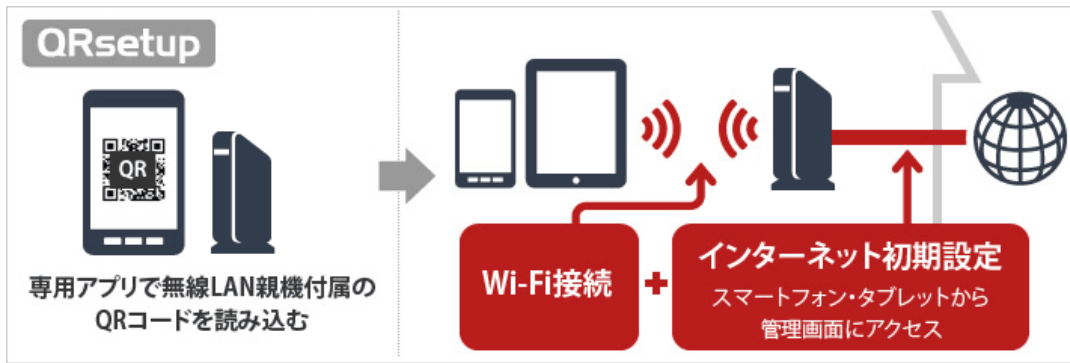 QRsetup
QR
専用アプリで無線LAN親機付属の
QRコードを読み込む
Wi-Fi接続
+
インターネット初期設定
スマートフォン・タブレットから
管理画面にアクセス